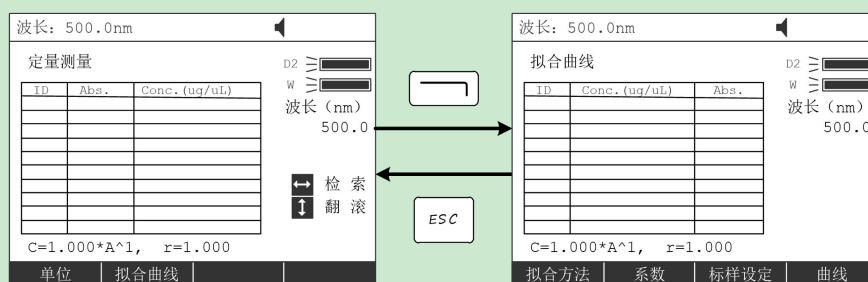 波长: 500.0nm
定量测量
D2
W
ID Abs. Conc.(ug/uL)
波长（nm）
500.0
检 索
翻 滚
C=1.000*A^1, r=1.000
单位 拟合曲线
ESC
波长: 500.0nm
拟合曲线
D2
W
ID Conc.(ug/uL) Abs.
波长（nm）
500.0
C=1.000*A^1, r=1.000
拟合方法 系数 标样设定 曲线